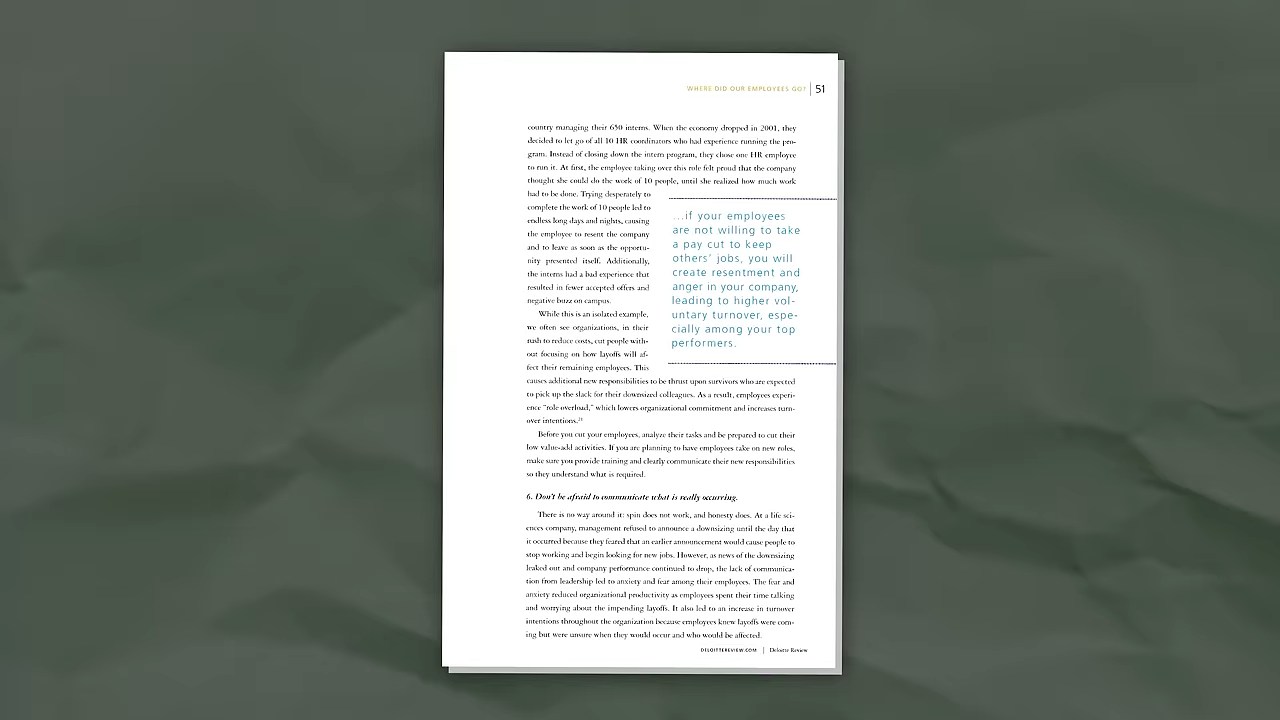 WHERE DID OUR EMPLOYEES GO? | 51
country managing their 650 interns. When the economy dropped in 2001, they
decided to let go of all 10 HR coordinators who had experience running the pro-
gram. Instead of closing down the intern program, they chose one HR employee
to run it. At first, the employee taking over this role felt proud that the company
thought she could do the work of 10 people, until she realized how much work
had to be done. Trying desperately to
complete the work of 10 people led to
endless long days and nights, causing
the employee to resent the company
and to leave as soon as the opportu-
nity presented itself. Additionally,
the interns had a bad experience that
resulted in fewer accepted offers and
negative buzz on campus.
While this is an isolated example,
we often see organizations, in their
rush to reduce costs, cut people with-
out focusing on how layoffs will af-
fect their remaining employees. This
...if your employees
are not willing to take
a pay cut to keep
others' jobs, you will
create resentment and
anger in your company,
leading to higher vol-
untary turnover, espe-
cially among your top
performers.
causes additional new responsibilities to be thrust upon survivors who are expected
to pick up the slack for their downsized colleagues. As a result, employees experi-
ence "role overload," which lowers organizational commitment and increases turn-
over intentions.
Before you cut your employees, analyze their tasks and be prepared to cut their
low value-add activities. If you are planning to have employees take on new roles,
make sure you provide training and clearly communicate their new responsibilities
so they understand what is required.
6. Don't be afraid to communicate what is really occurring.
There is no way around it: spin does not work, and honesty does. At a life sci-
ences company, management refused to announce a downsizing until the day that
it occurred because they feared that an earlier announcement would cause people to
stop working and begin looking for new jobs. However, as news of the downsizing
leaked out and company performance continued to drop, the lack of communica-
tion from leadership led to anxiety and fear among their employees. The fear and
anxiety reduced organizational productivity as employees spent their time talking
and worrying about the impending layoffs. It also led to an increase in turnover
intentions throughout the organization because employees knew layoffs were com-
ing but were unsure when they would occur and who would be affected.
DELOITTEREVIEW.COM | Deloitte Review